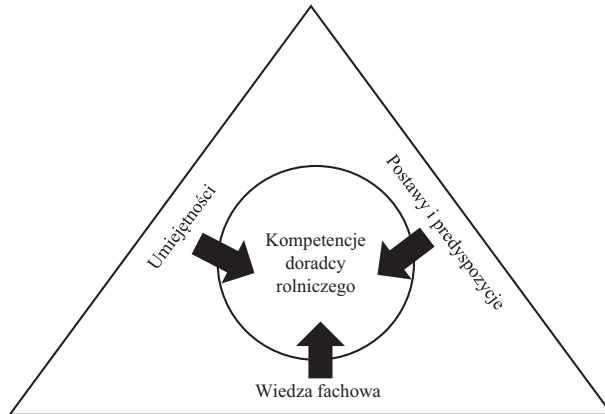 Umiejętności
Postawy i predyspozycje
Kompetencje
doradcy
rolniczego
Wiedza fachowa